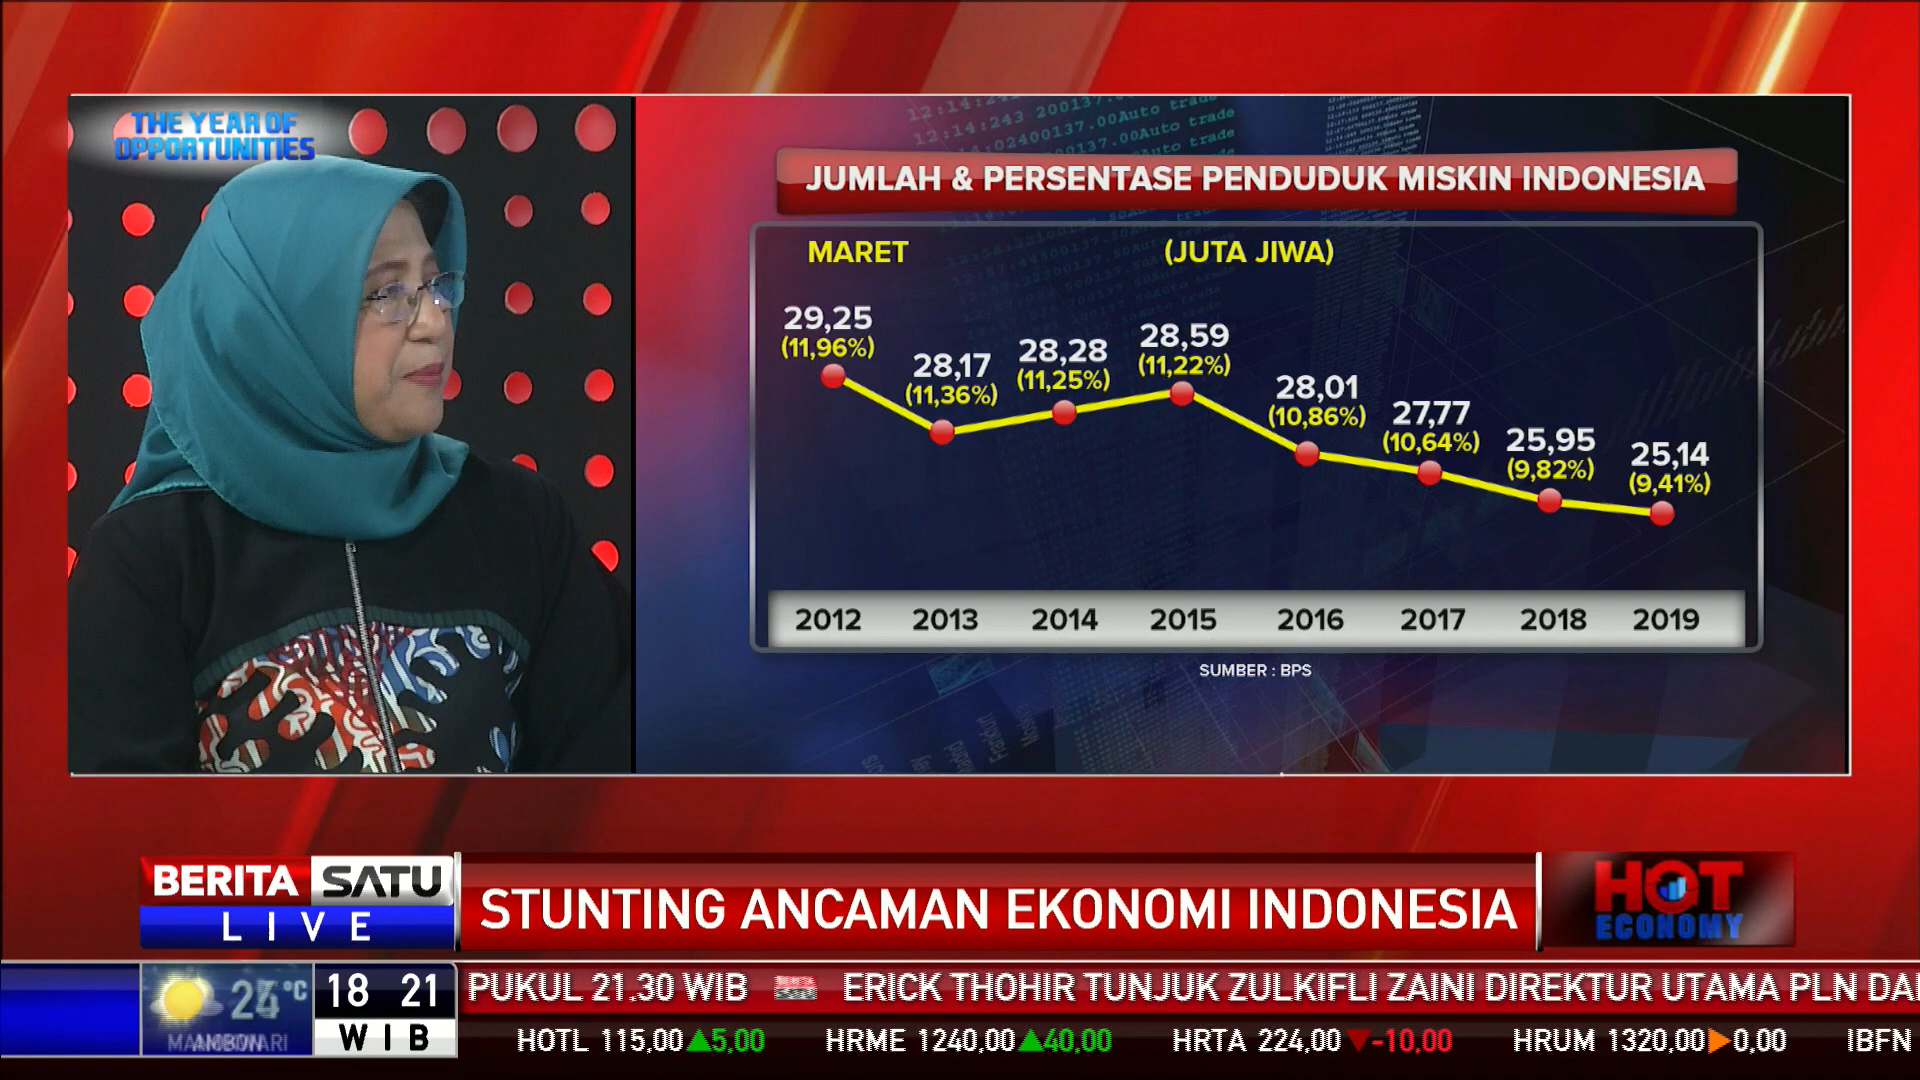 THE YEAR OF
OPPORTUNITIES
JUMLAH & PERSENTASE PENDUDUK MISKIN INDONESIA
MARET
(JUTA JIWA)
29,25
(11,96%)
28,17
(11,36%)
28,28
(11,25%)
28,59
(11,22%)
28,01
(10,86%)
27,77
(10,64%)
25,95
(9,82%)
25,14
(9,41%)
2012 2013 2014 2015 2016 2017 2018 2019
SUMBER : BPS
BERITA SATU
LIVE
STUNTING ANCAMAN EKONOMI INDONESIA
HOT
ECONOMY
18 21
WIB
PUKUL 21.30 WIB
ERICK THOHIR TUNJUK ZULKIFLI ZAINI DIREKTUR UTAMA PLN DA
HOTL 115,00 ▲ 5,00 HRME 1240,00 ▲ 40,00 HRTA 224,00 ▼ -10,00 HRUM 1320,00 ▶ 0,00 IBFN